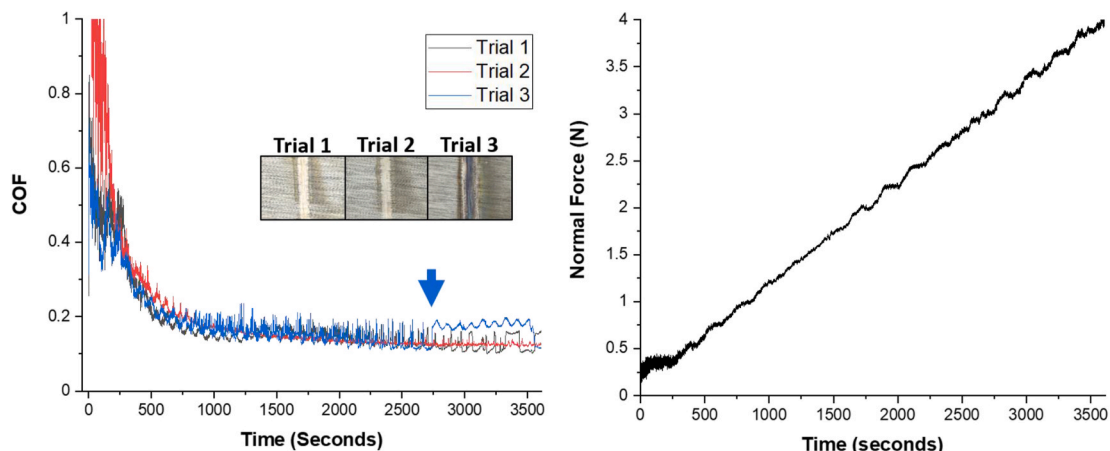 1
0.8
0.6
0.4
0.2
0
COF
Trial 1
Trial 2
Trial 3
Trial 1 Trial 2 Trial 3
0 500 1000 1500 2000 2500 3000 3500
Time (Seconds)
4
3.5
3
2.5
2
1.5
1
0.5
0
Normal Force (N)
0 500 1000 1500 2000 2500 3000 3500
Time (seconds)